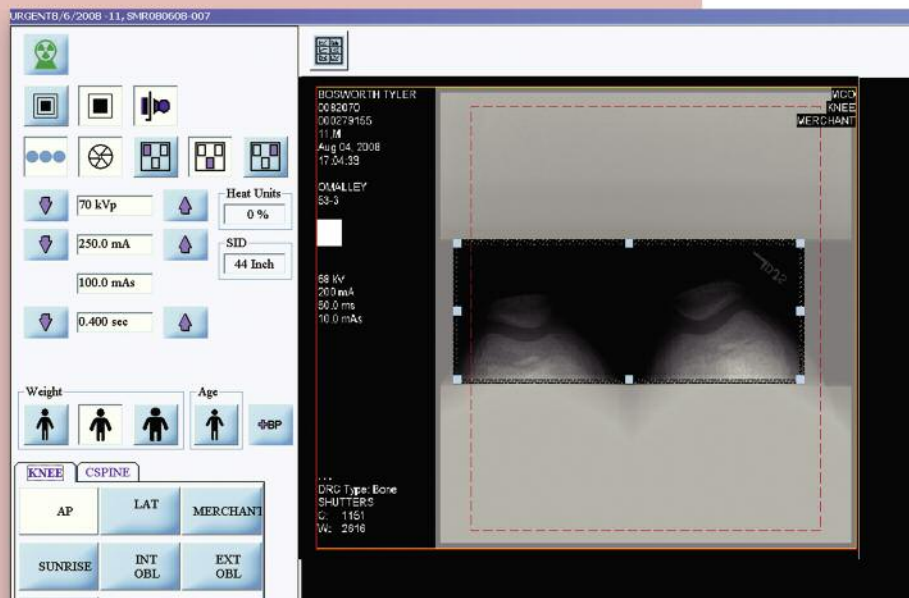 URGENT8/6/2008 -11, SMR080608-007
70 kVp
250.0 mA
100.0 mAs
0.400 sec
Heat Units
0 %
SID
44 Inch
Weight
Age
BP
KNEE
CSPINE
AP
LAT
MERCHANT
SUNRISE
INT
OBL
EXT
OBL
BOSWORTH TYLER
0082070
000279155
11,M
Aug 04, 2008
17:04:39
OMALLEY
53-3
68 kV
200 mA
50.0 ms
10.0 mAs
...
DRC Type: Bone
SHUTTERS
C: 1151
W: 2616
KNEE
MERCHANT